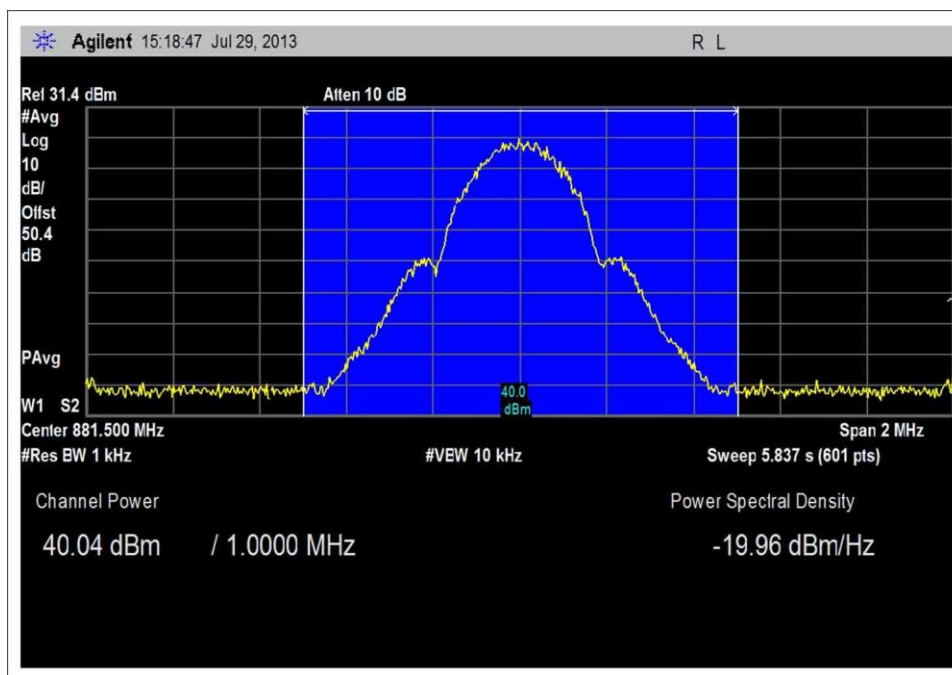 Agilent 15:18:47 Jul 29, 2013 R L
Ref 31.4 dBm Atten 10 dB
#Avg
Log
10
dB/
Offst
50.4
dB
PAvg
40.0
dBm
W1 S2
Center 881.500 MHz Span 2 MHz
#Res BW 1 kHz #VBW 10 kHz Sweep 5.837 s (601 pts)
Channel Power Power Spectral Density
40.04 dBm / 1.0000 MHz -19.96 dBm/Hz